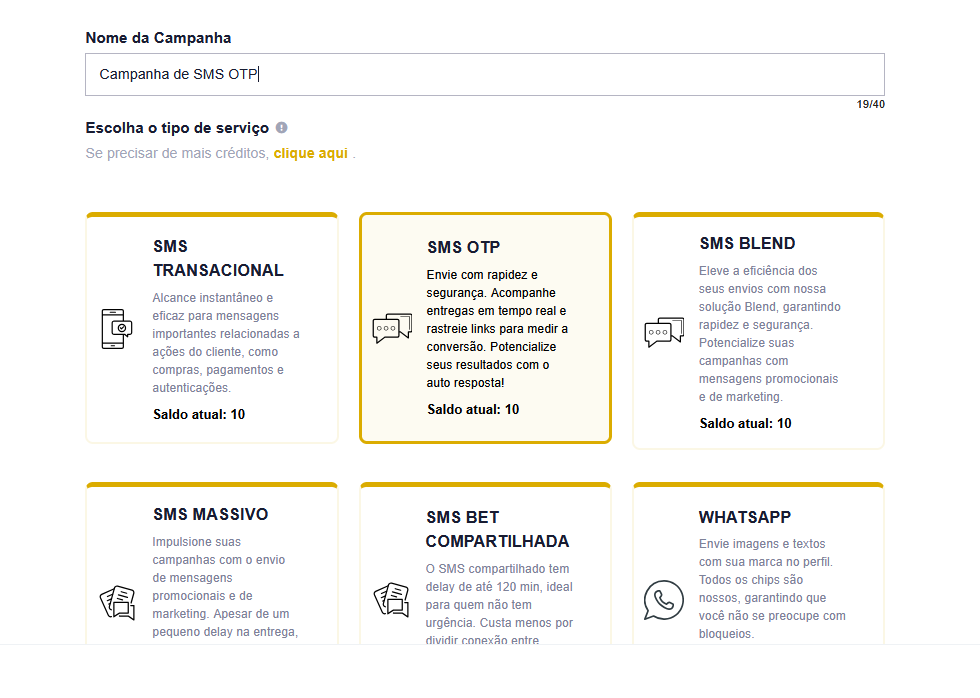 Nome da Campanha
Campanha de SMS OTP
19/40
Escolha o tipo de serviço
Se precisar de mais créditos, clique aqui .
SMS
TRANSACIONAL
Alcance instantâneo e
eficaz para mensagens
importantes relacionadas a
ações do cliente, como
compras, pagamentos e
autenticações.
Saldo atual: 10
SMS OTP
Envie com rapidez e
segurança. Acompanhe
entregas em tempo real e
rastreie links para medir a
conversão. Potencialize
seus resultados com o
auto resposta!
Saldo atual: 10
SMS BLEND
Eleve a eficiência dos
seus envios com nossa
solução Blend, garantindo
rapidez e segurança.
Potencialize suas
campanhas com
mensagens promocionais
e de marketing.
Saldo atual: 10
SMS MASSIVO
Impulsione suas
campanhas com o envio
de mensagens
promocionais e de
marketing. Apesar de um
pequeno delay na entrega,
SMS BET
COMPARTILHADA
O SMS compartilhado tem
delay de até 120 min, ideal
para quem não tem
urgência. Custa menos por
dividir conexão entre
WHATSAPP
Envie imagens e textos
com sua marca no perfil.
Todos os chips são
nossos, garantindo que
você não se preocupe com
bloqueios.